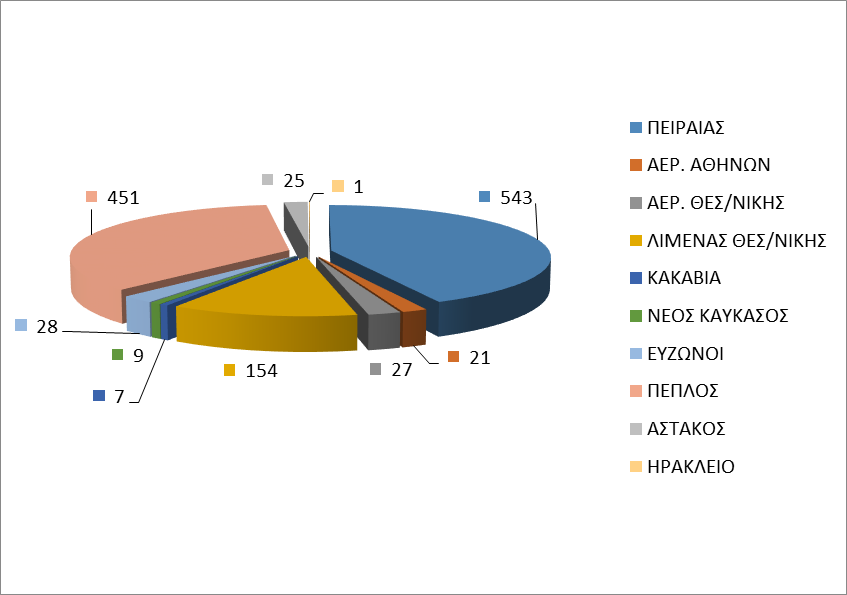 25
1
451
543
28
9
7
154
27
21
ΠΕΙΡΑΙΑΣ
ΑΕΡ. ΑΘΗΝΩΝ
ΑΕΡ. ΘΕΣ/ΝΙΚΗΣ
ΛΙΜΕΝΑΣ ΘΕΣ/ΝΙΚΗΣ
ΚΑΚΑΒΙΑ
ΝΕΟΣ ΚΑΥΚΑΣΟΣ
ΕΥΖΩΝΟΙ
ΠΕΠΛΟΣ
ΑΣΤΑΚΟΣ
ΗΡΑΚΛΕΙΟ